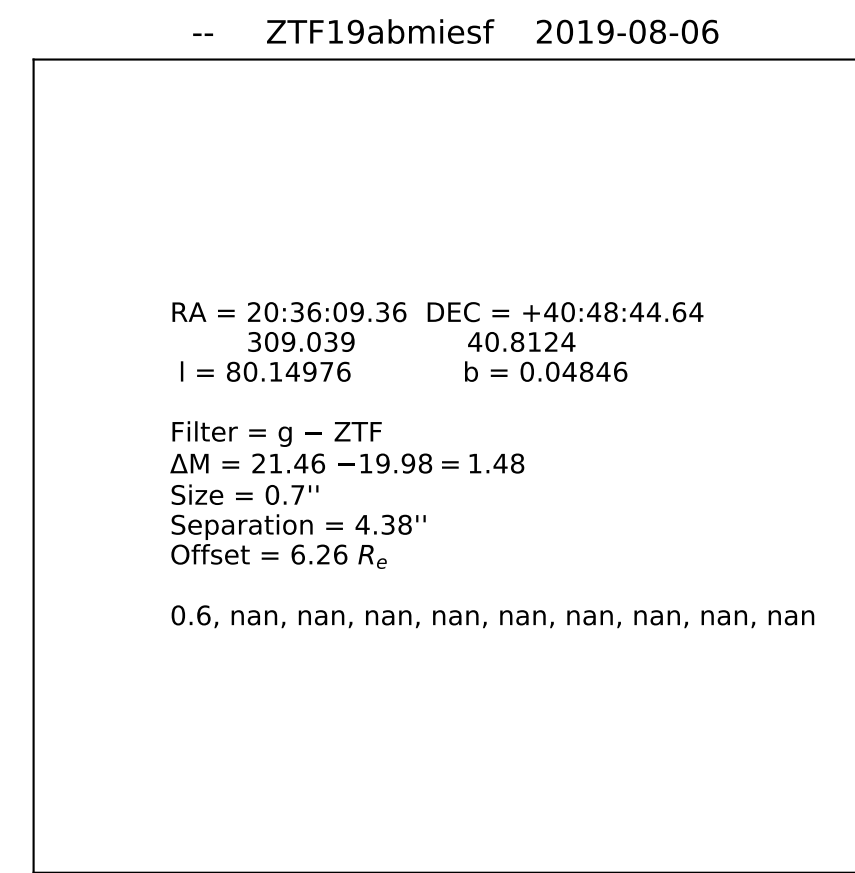 -- ZTF19abmiesf 2019-08-06
RA = 20:36:09.36 DEC = +40:48:44.64
309.039 40.8124
l = 80.14976 b = 0.04846
Filter = g − ZTF
ΔM = 21.46 −19.98 = 1.48
Size = 0.7''
Separation = 4.38''
Offset = 6.26 Re
0.6, nan, nan, nan, nan, nan, nan, nan, nan, nan